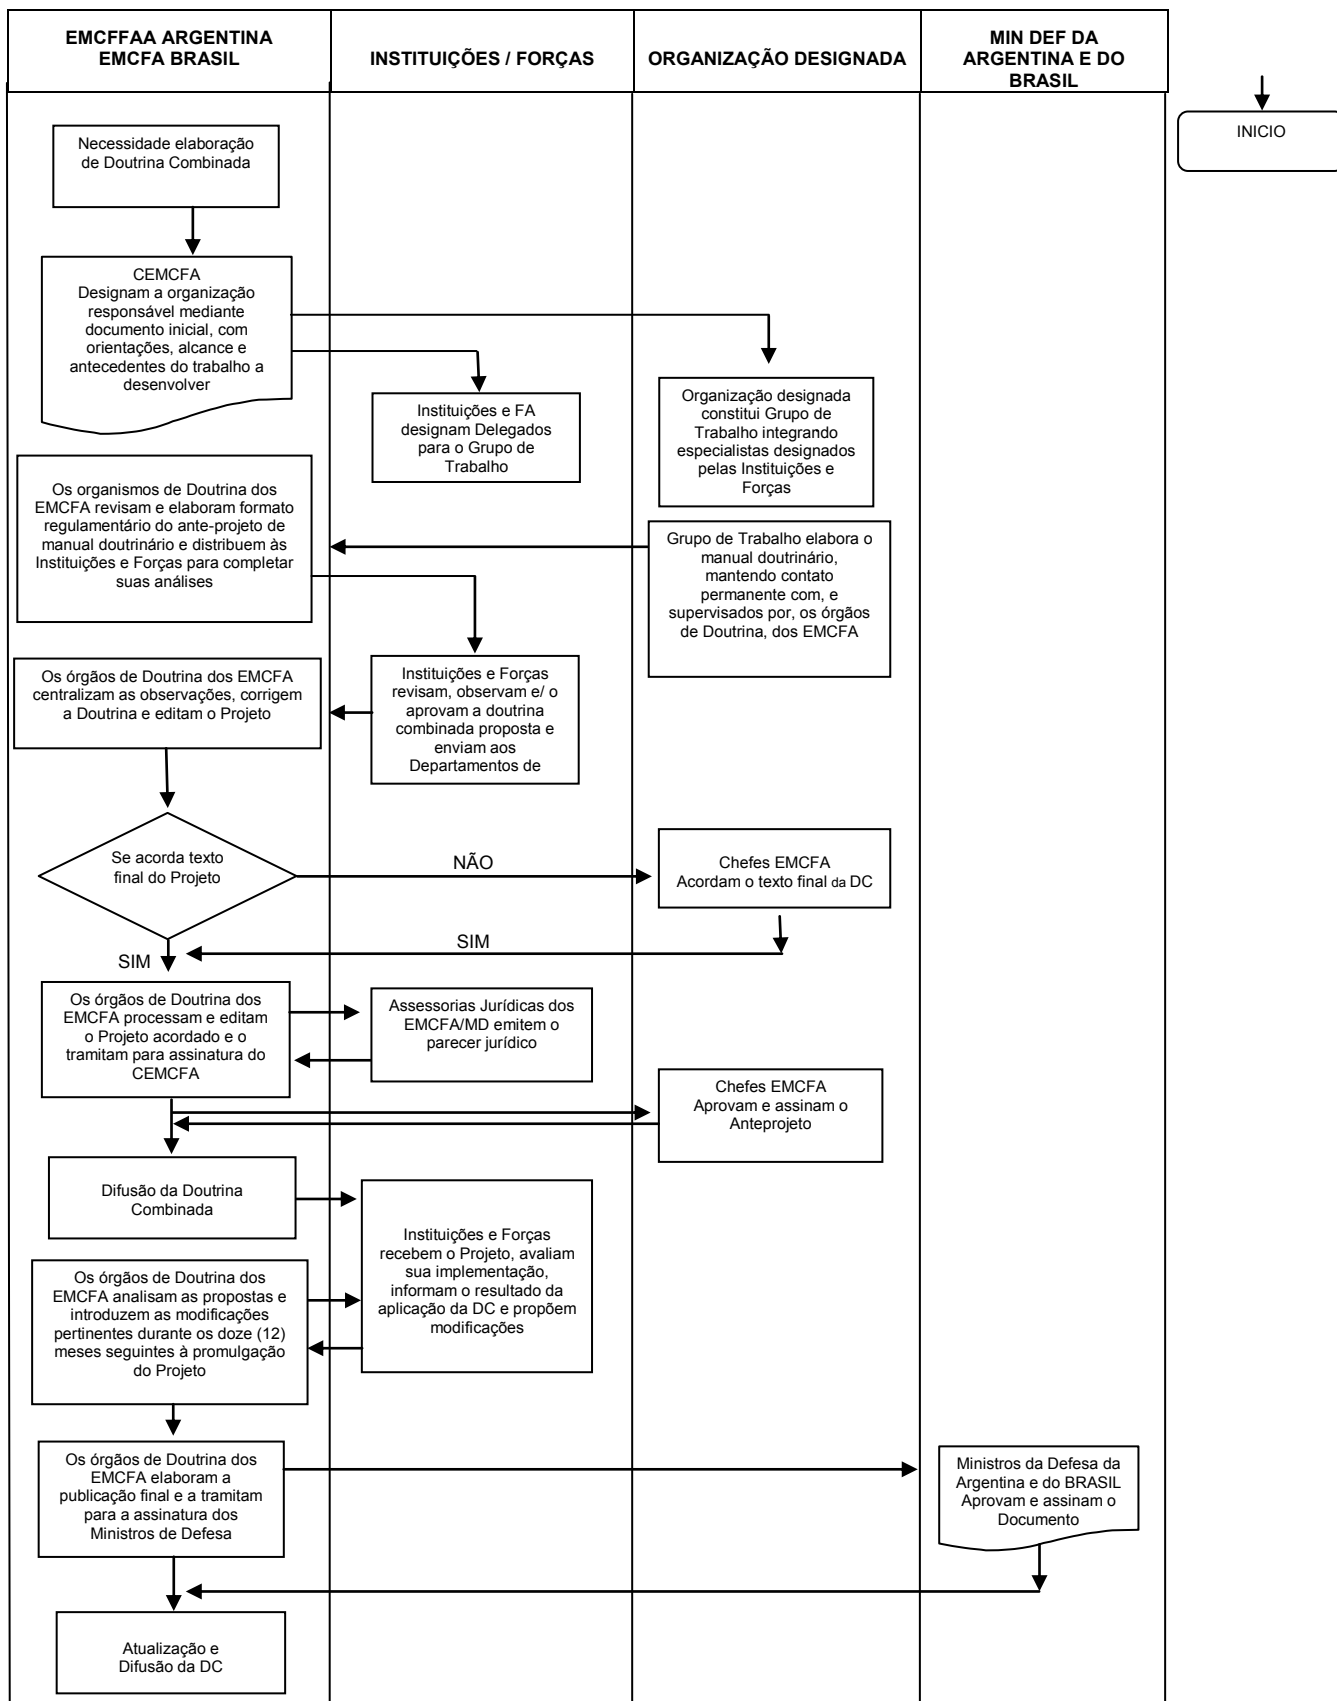 EMCFFAA ARGENTINA
EMCFA BRASIL
INSTITUIÇÕES / FORÇAS
ORGANIZAÇÃO DESIGNADA
MIN DEF DA
ARGENTINA E DO
BRASIL
INICIO
Necessidade elaboração
de Doutrina Combinada
CEMCFA
Designam a organização
responsável mediante
documento inicial, com
orientações, alcance e
antecedentes do trabalho a
desenvolver
Instituições e FA
designam Delegados
para o Grupo de
Trabalho
Organização designada
constitui Grupo de
Trabalho integrando
especialistas designados
pelas Instituições e
Forças
Os organismos de Doutrina dos
EMCFA revisam e elaboram formato
regulamentário do ante-projeto de
manual doutrinário e distribuem às
Instituições e Forças para completar
suas análises
Grupo de Trabalho elabora o
manual doutrinário,
mantendo contato
permanente com, e
supervisados por, os órgãos
de Doutrina, dos EMCFA
Os órgãos de Doutrina dos EMCFA
centralizam as observações, corrigem
a Doutrina e editam o Projeto
Instituições e Forças
revisam, observam e/ o
aprovam a doutrina
combinada proposta e
enviam aos
Departamentos de
Se acorda texto
final do Projeto
NÃO
Chefes EMCFA
Acordam o texto final da DC
SIM
SIM
Os órgãos de Doutrina dos
EMCFA processam e editam
o Projeto acordado e o
tramitam para assinatura do
CEMCFA
Assessorias Jurídicas dos
EMCFA/MD emitem o
parecer jurídico
Chefes EMCFA
Aprovam e assinam o
Anteprojeto
Difusão da Doutrina
Combinada
Instituições e Forças
recebem o Projeto, avaliam
sua implementação,
informam o resultado da
aplicação da DC e propõem
modificações
Os órgãos de Doutrina dos
EMCFA analisam as propostas e
introduzem as modificações
pertinentes durante os doze (12)
meses seguintes à promulgação
do Projeto
Os órgãos de Doutrina dos
EMCFA elaboram a
publicação final e a tramitam
para a assinatura dos
Ministros de Defesa
Ministros da Defesa da
Argentina e do BRASIL
Aprovam e assinam o
Documento
Atualização e
Difusão da DC